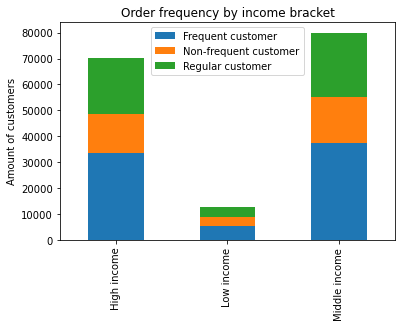 Order frequency by income bracket
Frequent customer
Non-frequent customer
Regular customer
Amount of customers
80000
70000
60000
50000
40000
30000
20000
10000
0
High income
Low income
Middle income